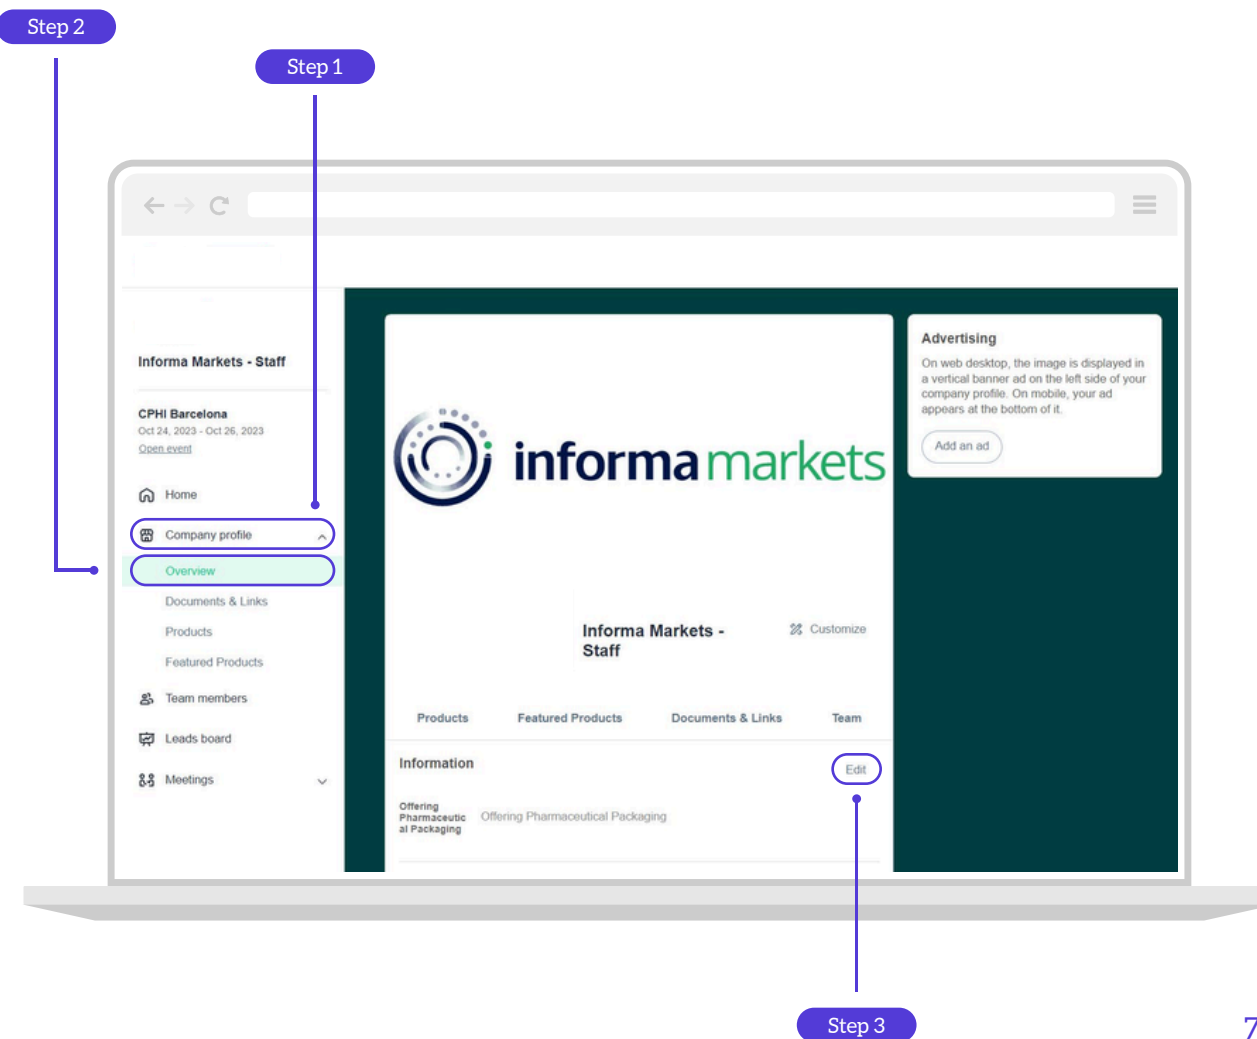 Step 2
Step 1
Informa Markets - Staff
CPHI Barcelona
Oct 24, 2023 - Oct 26, 2023
Open event
Home
Company profile
Overview
Documents & Links
Products
Featured Products
Team members
Leads board
Meetings
informa markets
Informa Markets -
Staff
Customize
Products Featured Products Documents & Links Team
Information
Edit
Offering
Pharmaceutic
al Packaging
Offering Pharmaceutical Packaging
Advertising
On web desktop, the image is displayed in
a vertical banner ad on the left side of your
company profile. On mobile, your ad
appears at the bottom of it.
Add an ad
Step 3
7